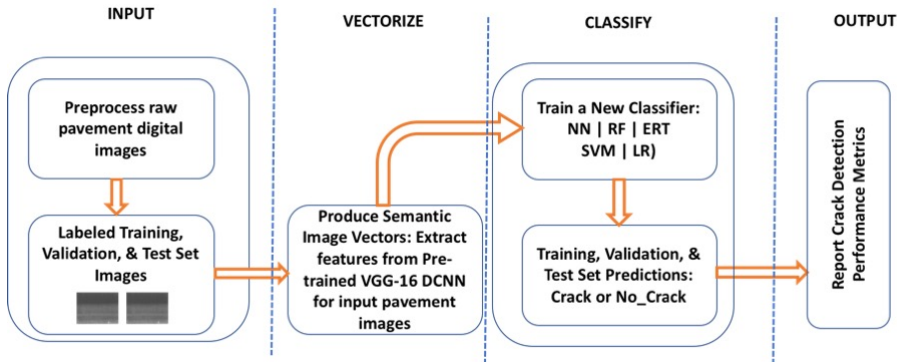 INPUT
VECTORIZE
CLASSIFY
OUTPUT
Preprocess raw
pavement digital
images
Labeled Training,
Validation, & Test Set
Images
Produce Semantic
Image Vectors: Extract
features from Pre-
trained VGG-16 DCNN
for input pavement
images
Train a New Classifier:
NN | RF | ERT
SVM | LR)
Training, Validation, &
Test Set Predictions:
Crack or No_Crack
Report Crack Detection
Performance Metrics